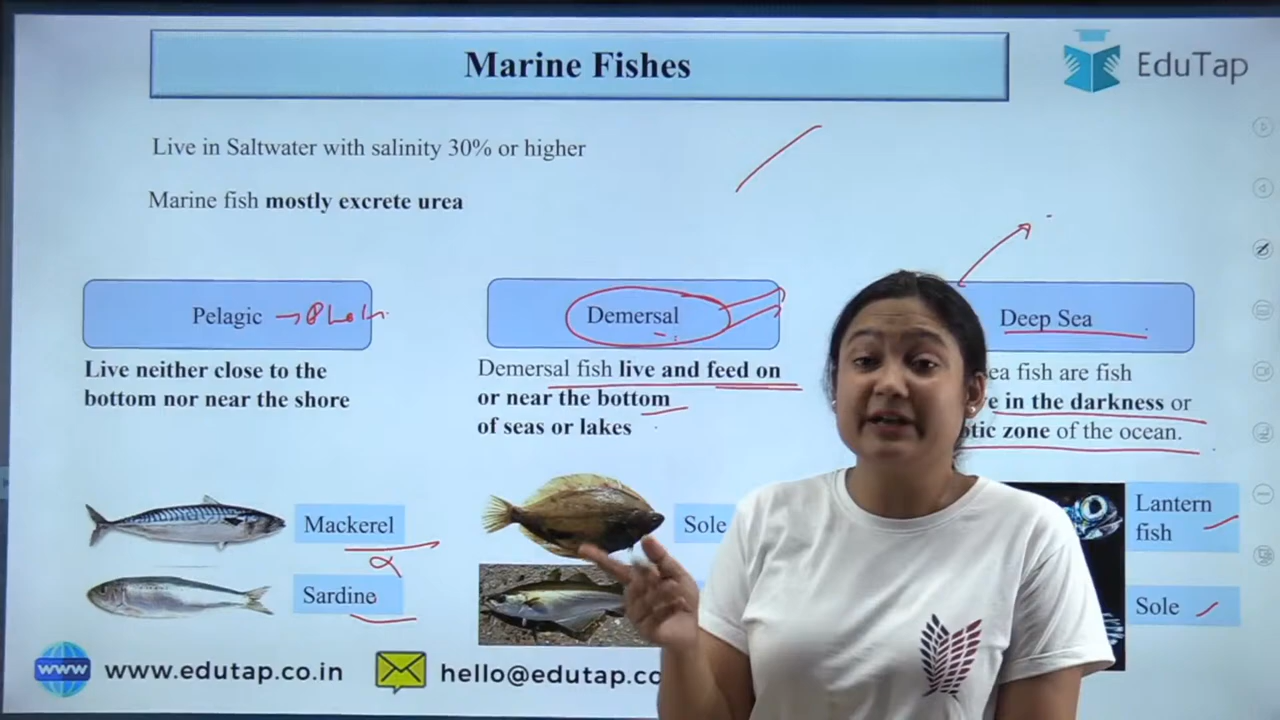 Marine Fishes
EduTap
Live in Saltwater with salinity 30% or higher
Marine fish mostly excrete urea
Pelagic
Demersal
Deep Sea
Live neither close to the
bottom nor near the shore
Demersal fish live and feed on
or near the bottom
of seas or lakes
fish are fish
in the darkness or
zone of the ocean.
Mackerel
Sardine
Sole
Lantern
fish
Sole
www
www.edutap.co.in
hello@edutap.co